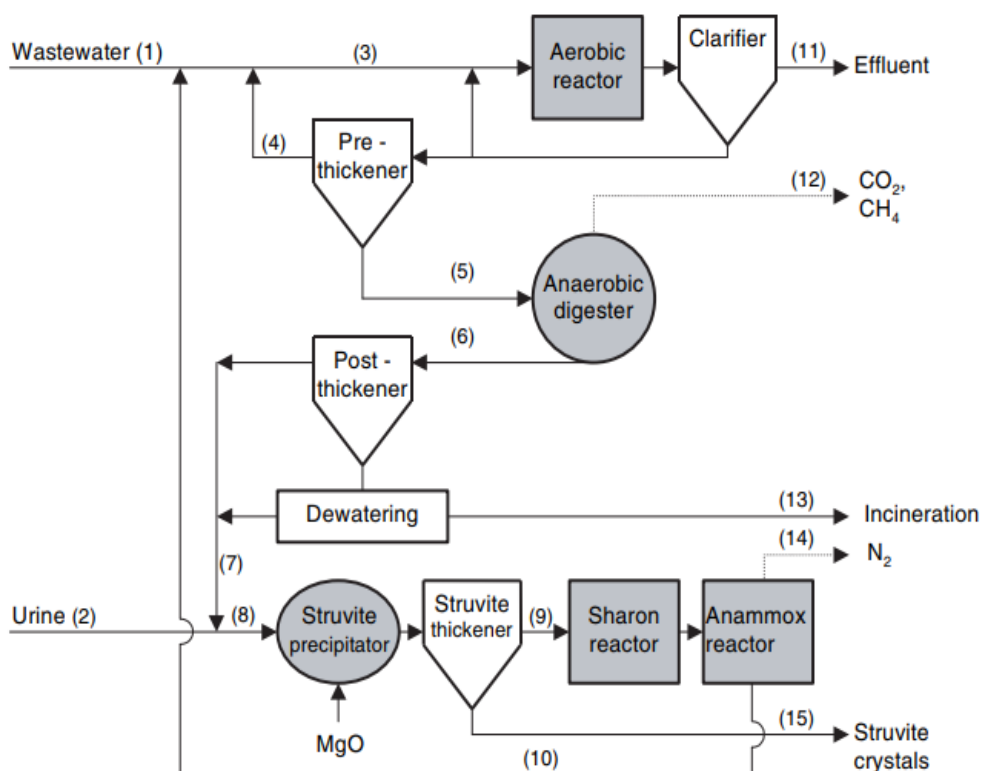 Wastewater (1)
(3)
Aerobic
reactor
Clarifier
(11)
Effluent
(4)
Pre -
thickener
(12)
CO₂,
CH₄
(5)
Anaerobic
digester
(6)
Post -
thickener
Dewatering
(13)
Incineration
(14)
N₂
(7)
Urine (2)
(8)
Struvite
precipitator
Struvite
thickener
(9)
Sharon
reactor
Anammox
reactor
MgO
(15)
Struvite
crystals
(10)